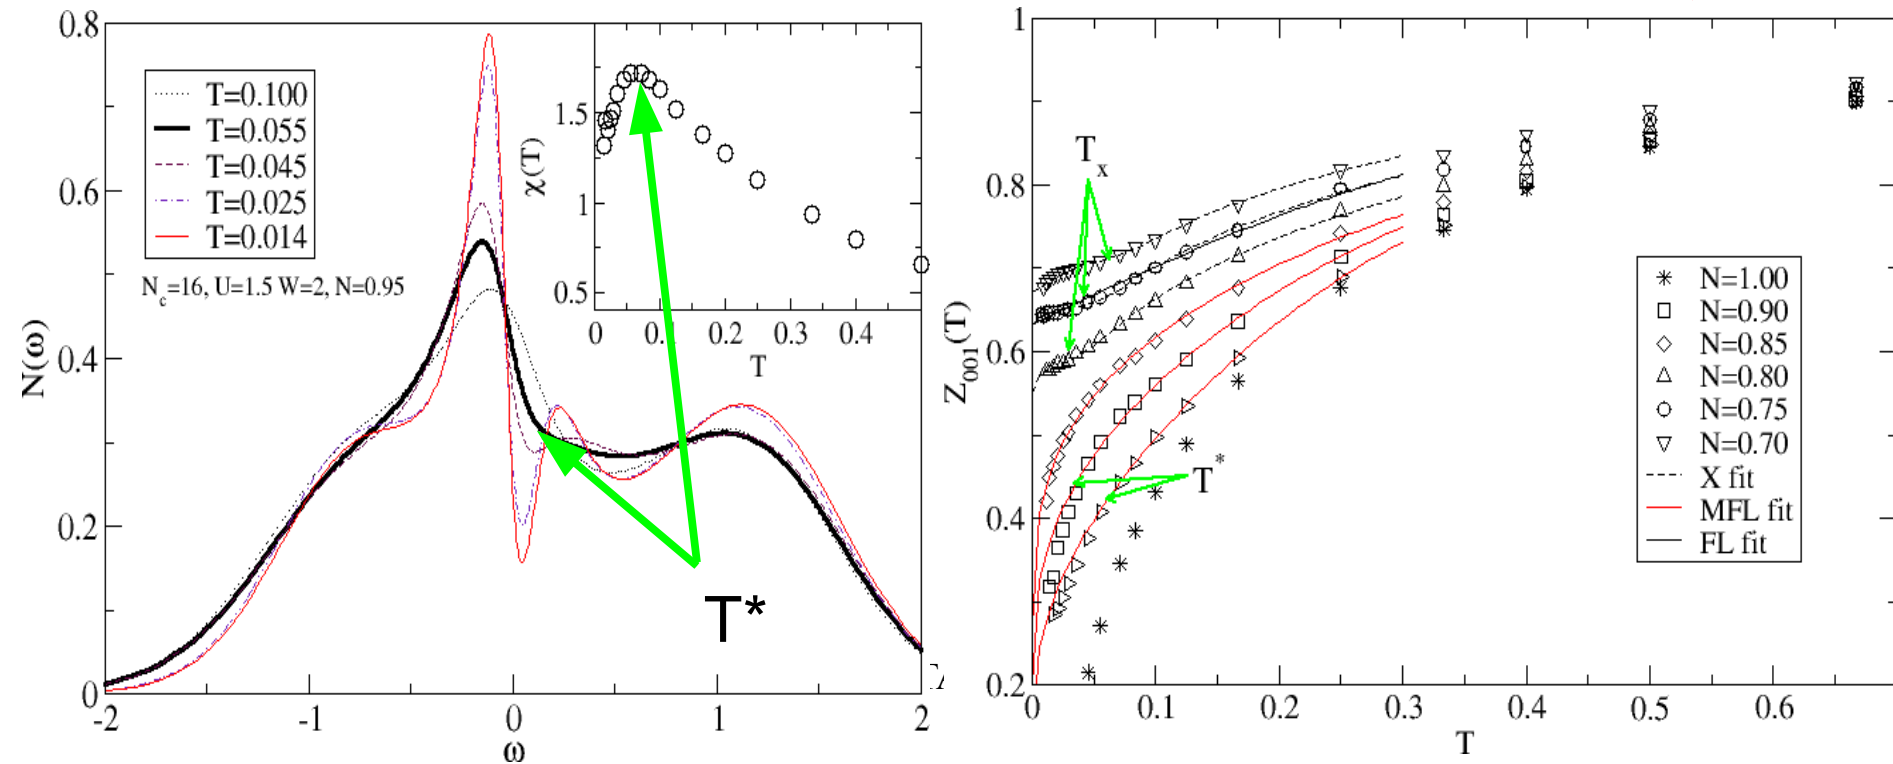 0.8
0.6
0.4
0.2
0
N(ω)
-2
-1
0
1
2
ω
T=0.100
T=0.055
T=0.045
T=0.025
T=0.014
N_c=16, U=1.5 W=2, N=0.95
1.5
1
0.5
χ(T)
0
0.1
0.2
0.3
0.4
T
T*
1
0.8
0.6
0.4
0.2
Z_001(T)
T_x
T*
N=1.00
N=0.90
N=0.85
N=0.80
N=0.75
N=0.70
X fit
MFL fit
FL fit
0
0.1
0.2
0.3
0.4
0.5
0.6
T